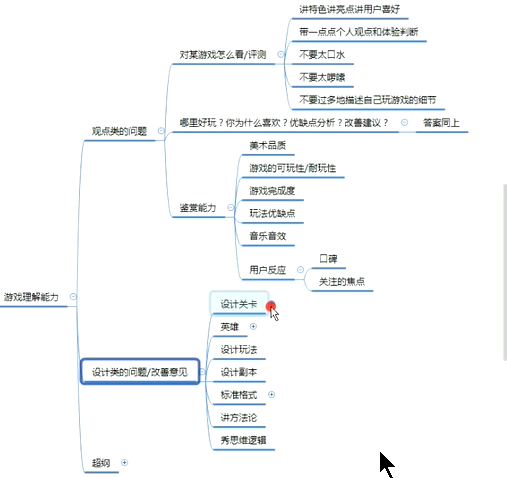 讲特色讲亮点讲用户喜好
带一点点个人观点和体验判断
对某游戏怎么看/评测
不要太口水
不要太啰嗦
不要过多地描述自己玩游戏的细节
观点类的问题
哪里好玩？你为什么喜欢？优缺点分析？改善建议？
答案同上
美术品质
游戏的可玩性/耐玩性
游戏完成度
鉴赏能力
玩法优缺点
音乐音效
用户反应
口碑
关注的焦点
游戏理解能力
设计关卡
英雄
设计玩法
设计类的问题/改善意见
设计副本
标准格式
讲方法论
秀思维逻辑
超纲